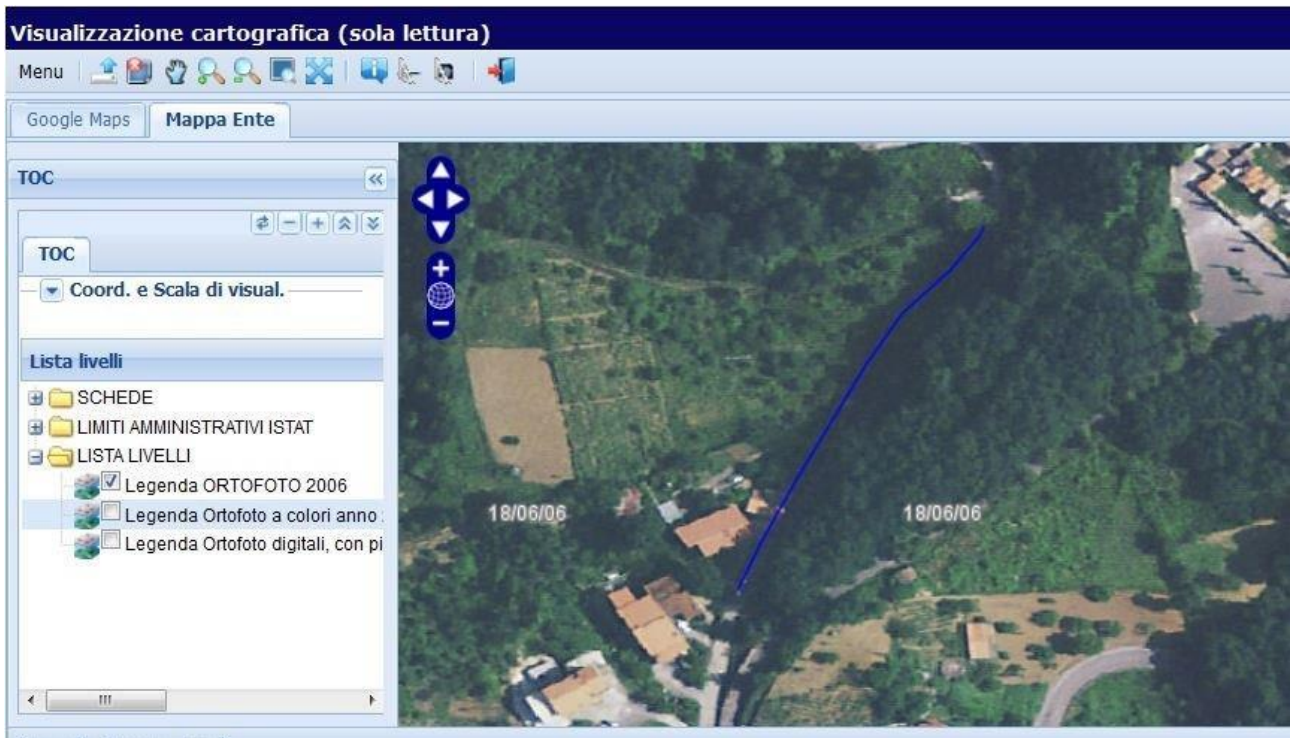 Visualizzazione cartografica (sola lettura)
Menu
Google Maps
Mappa Ente
TOC
TOC
Coord. e Scala di visual.
Lista livelli
SCHEDE
LIMITI AMMINISTRATIVI ISTAT
LISTA LIVELLI
Legenda ORTOFOTO 2006
Legenda Ortofoto a colori anno
Legenda Ortofoto digitali, con pi
18/06/06
18/06/06